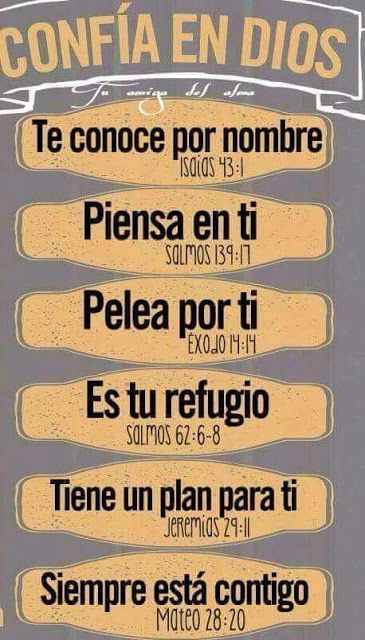 CONFÍA EN DIOS
Tu amiga del alma
Te conoce por nombre
Isaías 43:1
Piensa en ti
Salmos 139:17
Pelea por ti
Éxodo 14:14
Es tu refugio
Salmos 62:6-8
Tiene un plan para ti
Jeremías 29:11
Siempre está contigo
Mateo 28:20